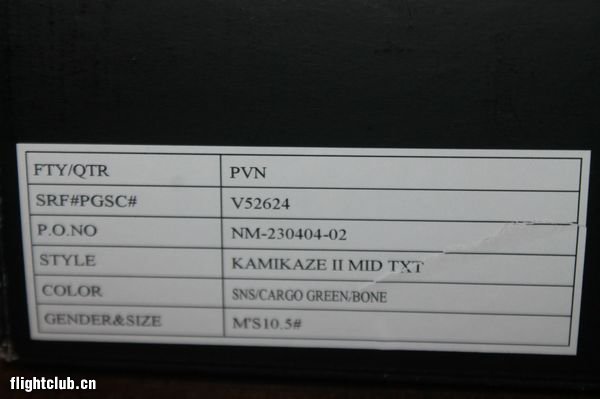 FTY/QTR PVN
SRF#PGSC# V52624
P.O.NO NM-230404-02
STYLE KAMIKAZE II MID TXT
COLOR SNS/CARGO GREEN/BONE
GENDER&SIZE M'S10.5#
flightclub.cn